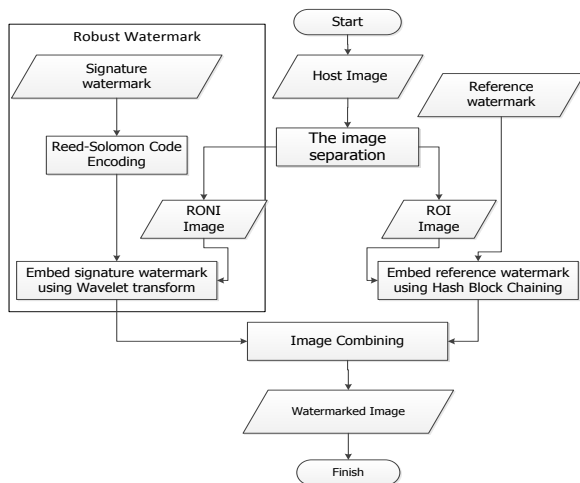 Robust Watermark
Start
Signature
watermark
Host Image
Reference
watermark
Reed-Solomon Code
Encoding
The image
separation
RONI
Image
ROI
Image
Embed signature watermark
using Wavelet transform
Embed reference watermark
using Hash Block Chaining
Image Combining
Watermarked Image
Finish